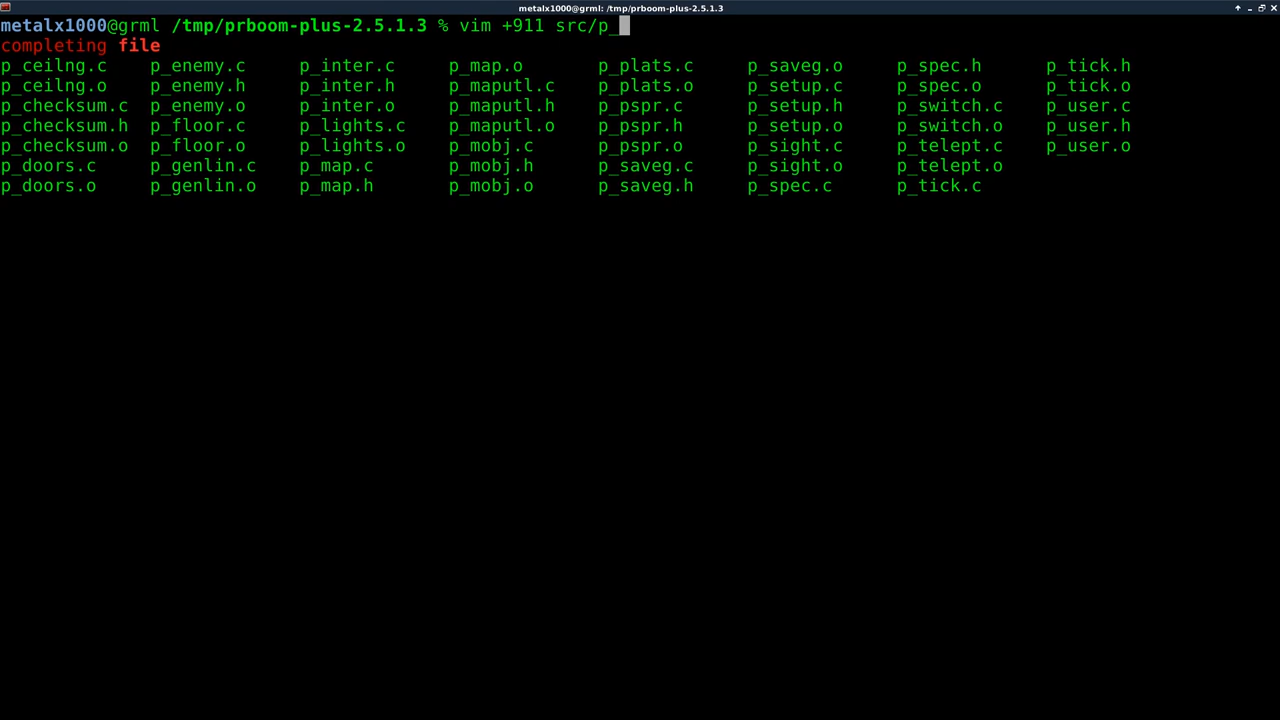 metalx1000@grml: /tmp/prboom-plus-2.5.1.3
metalx1000@grml /tmp/prboom-plus-2.5.1.3 % vim +911 src/p_
completing file
p_ceilng.c p_enemy.c p_inter.c p_map.o p_plats.c p_saveg.o p_spec.h p_tick.h
p_ceilng.o p_enemy.h p_inter.h p_maputl.c p_plats.o p_setup.c p_spec.o p_tick.o
p_checksum.c p_enemy.o p_inter.o p_maputl.h p_pspr.c p_setup.h p_switch.c p_user.c
p_checksum.h p_floor.c p_lights.c p_maputl.o p_pspr.h p_setup.o p_switch.o p_user.h
p_checksum.o p_floor.o p_lights.o p_mobj.c p_pspr.o p_sight.c p_telept.c p_user.o
p_doors.c p_genlin.c p_map.c p_mobj.h p_saveg.c p_sight.o p_telept.o
p_doors.o p_genlin.o p_map.h p_mobj.o p_saveg.h p_spec.c p_tick.c